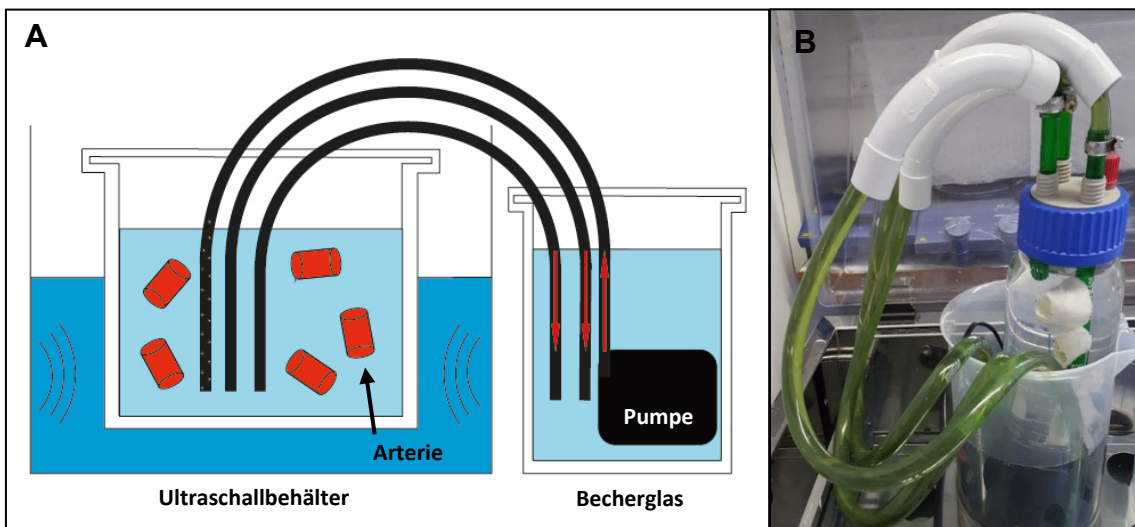 A
B
Pumpe
Arterie
Ultraschallbehälter
Becherglas